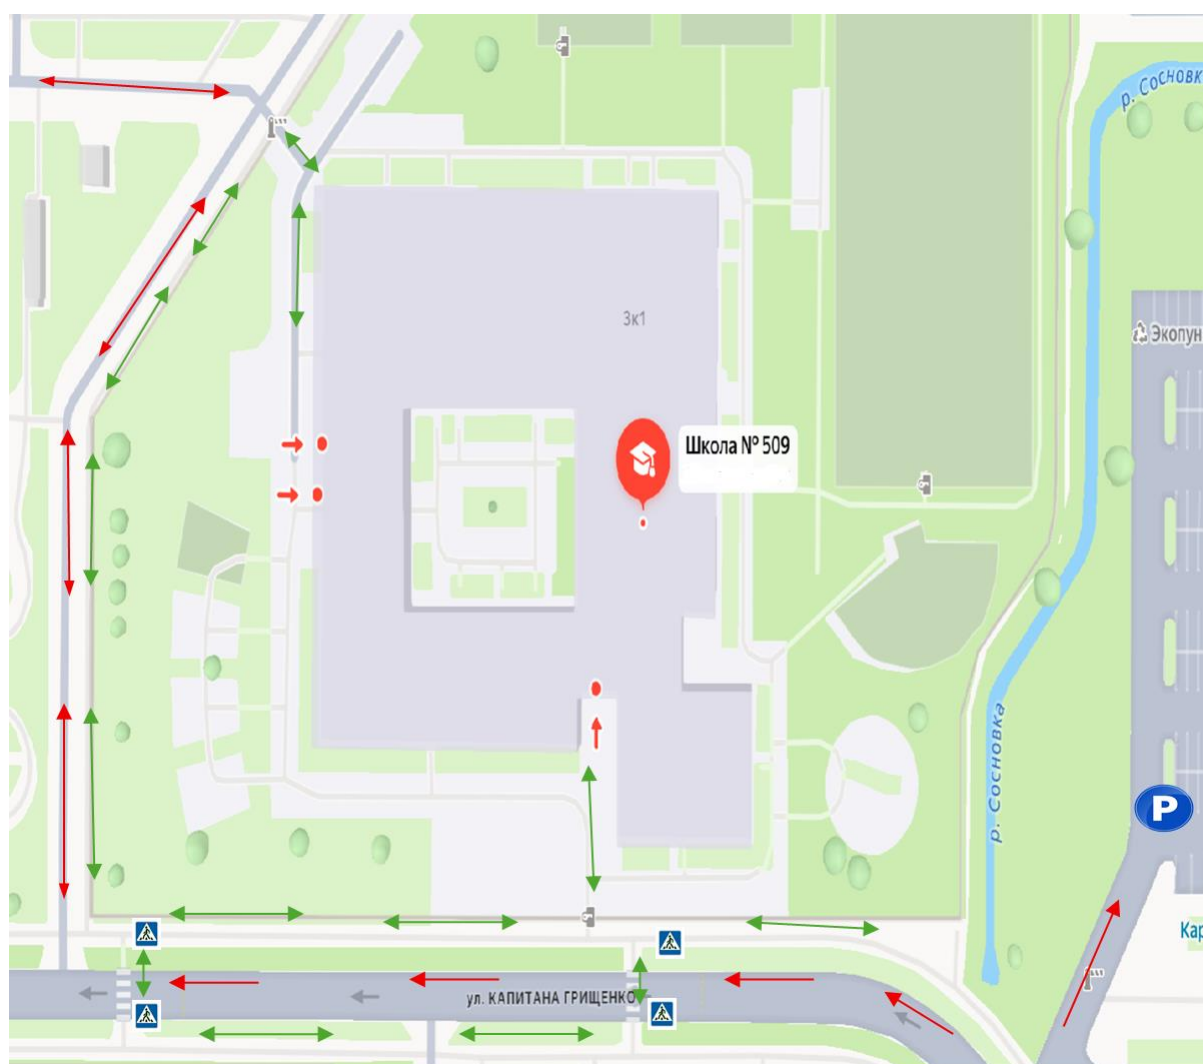 р. Сосновка
3к1
Экопун
Школа № 509
р. Сосновка
P
Кар
ул. КАПИТАНА ГРИЩЕНКО